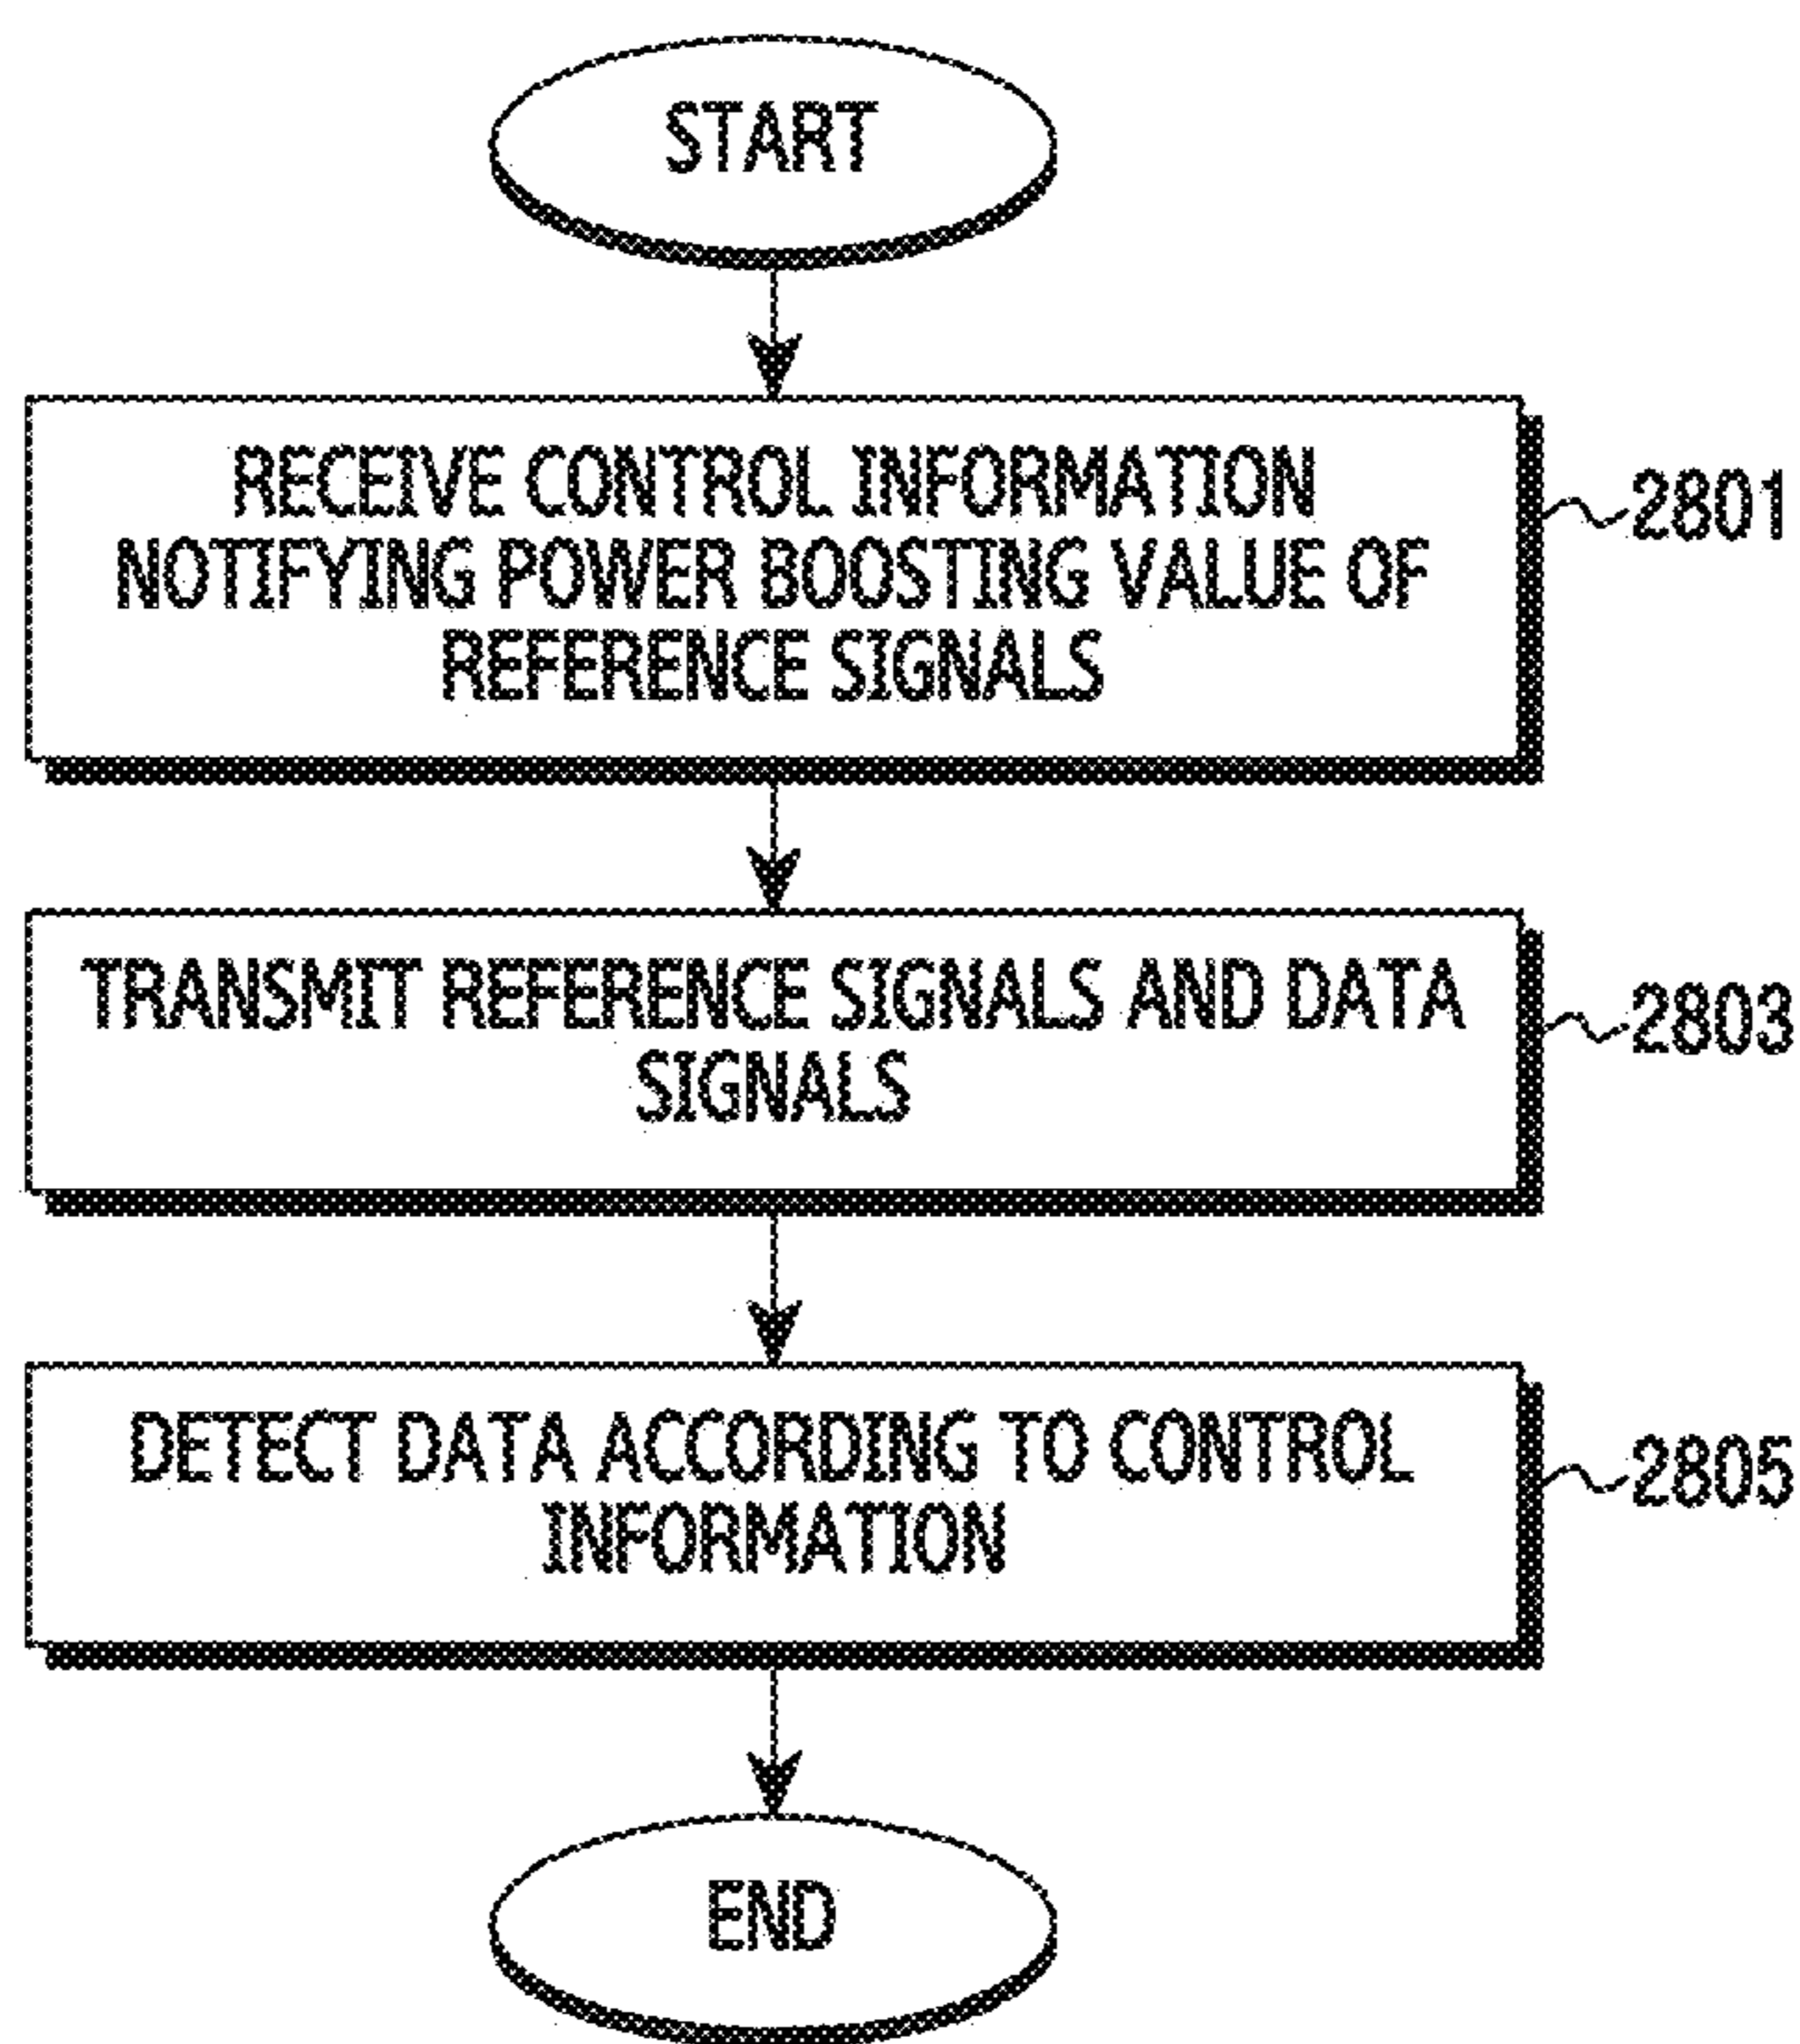 START
RECEIVE CONTROL INFORMATION
NOTIFYING POWER BOOSTING VALUE OF
REFERENCE SIGNALS
2801
TRANSMIT REFERENCE SIGNALS AND DATA
SIGNALS
2803
DETECT DATA ACCORDING TO CONTROL
INFORMATION
2805
END